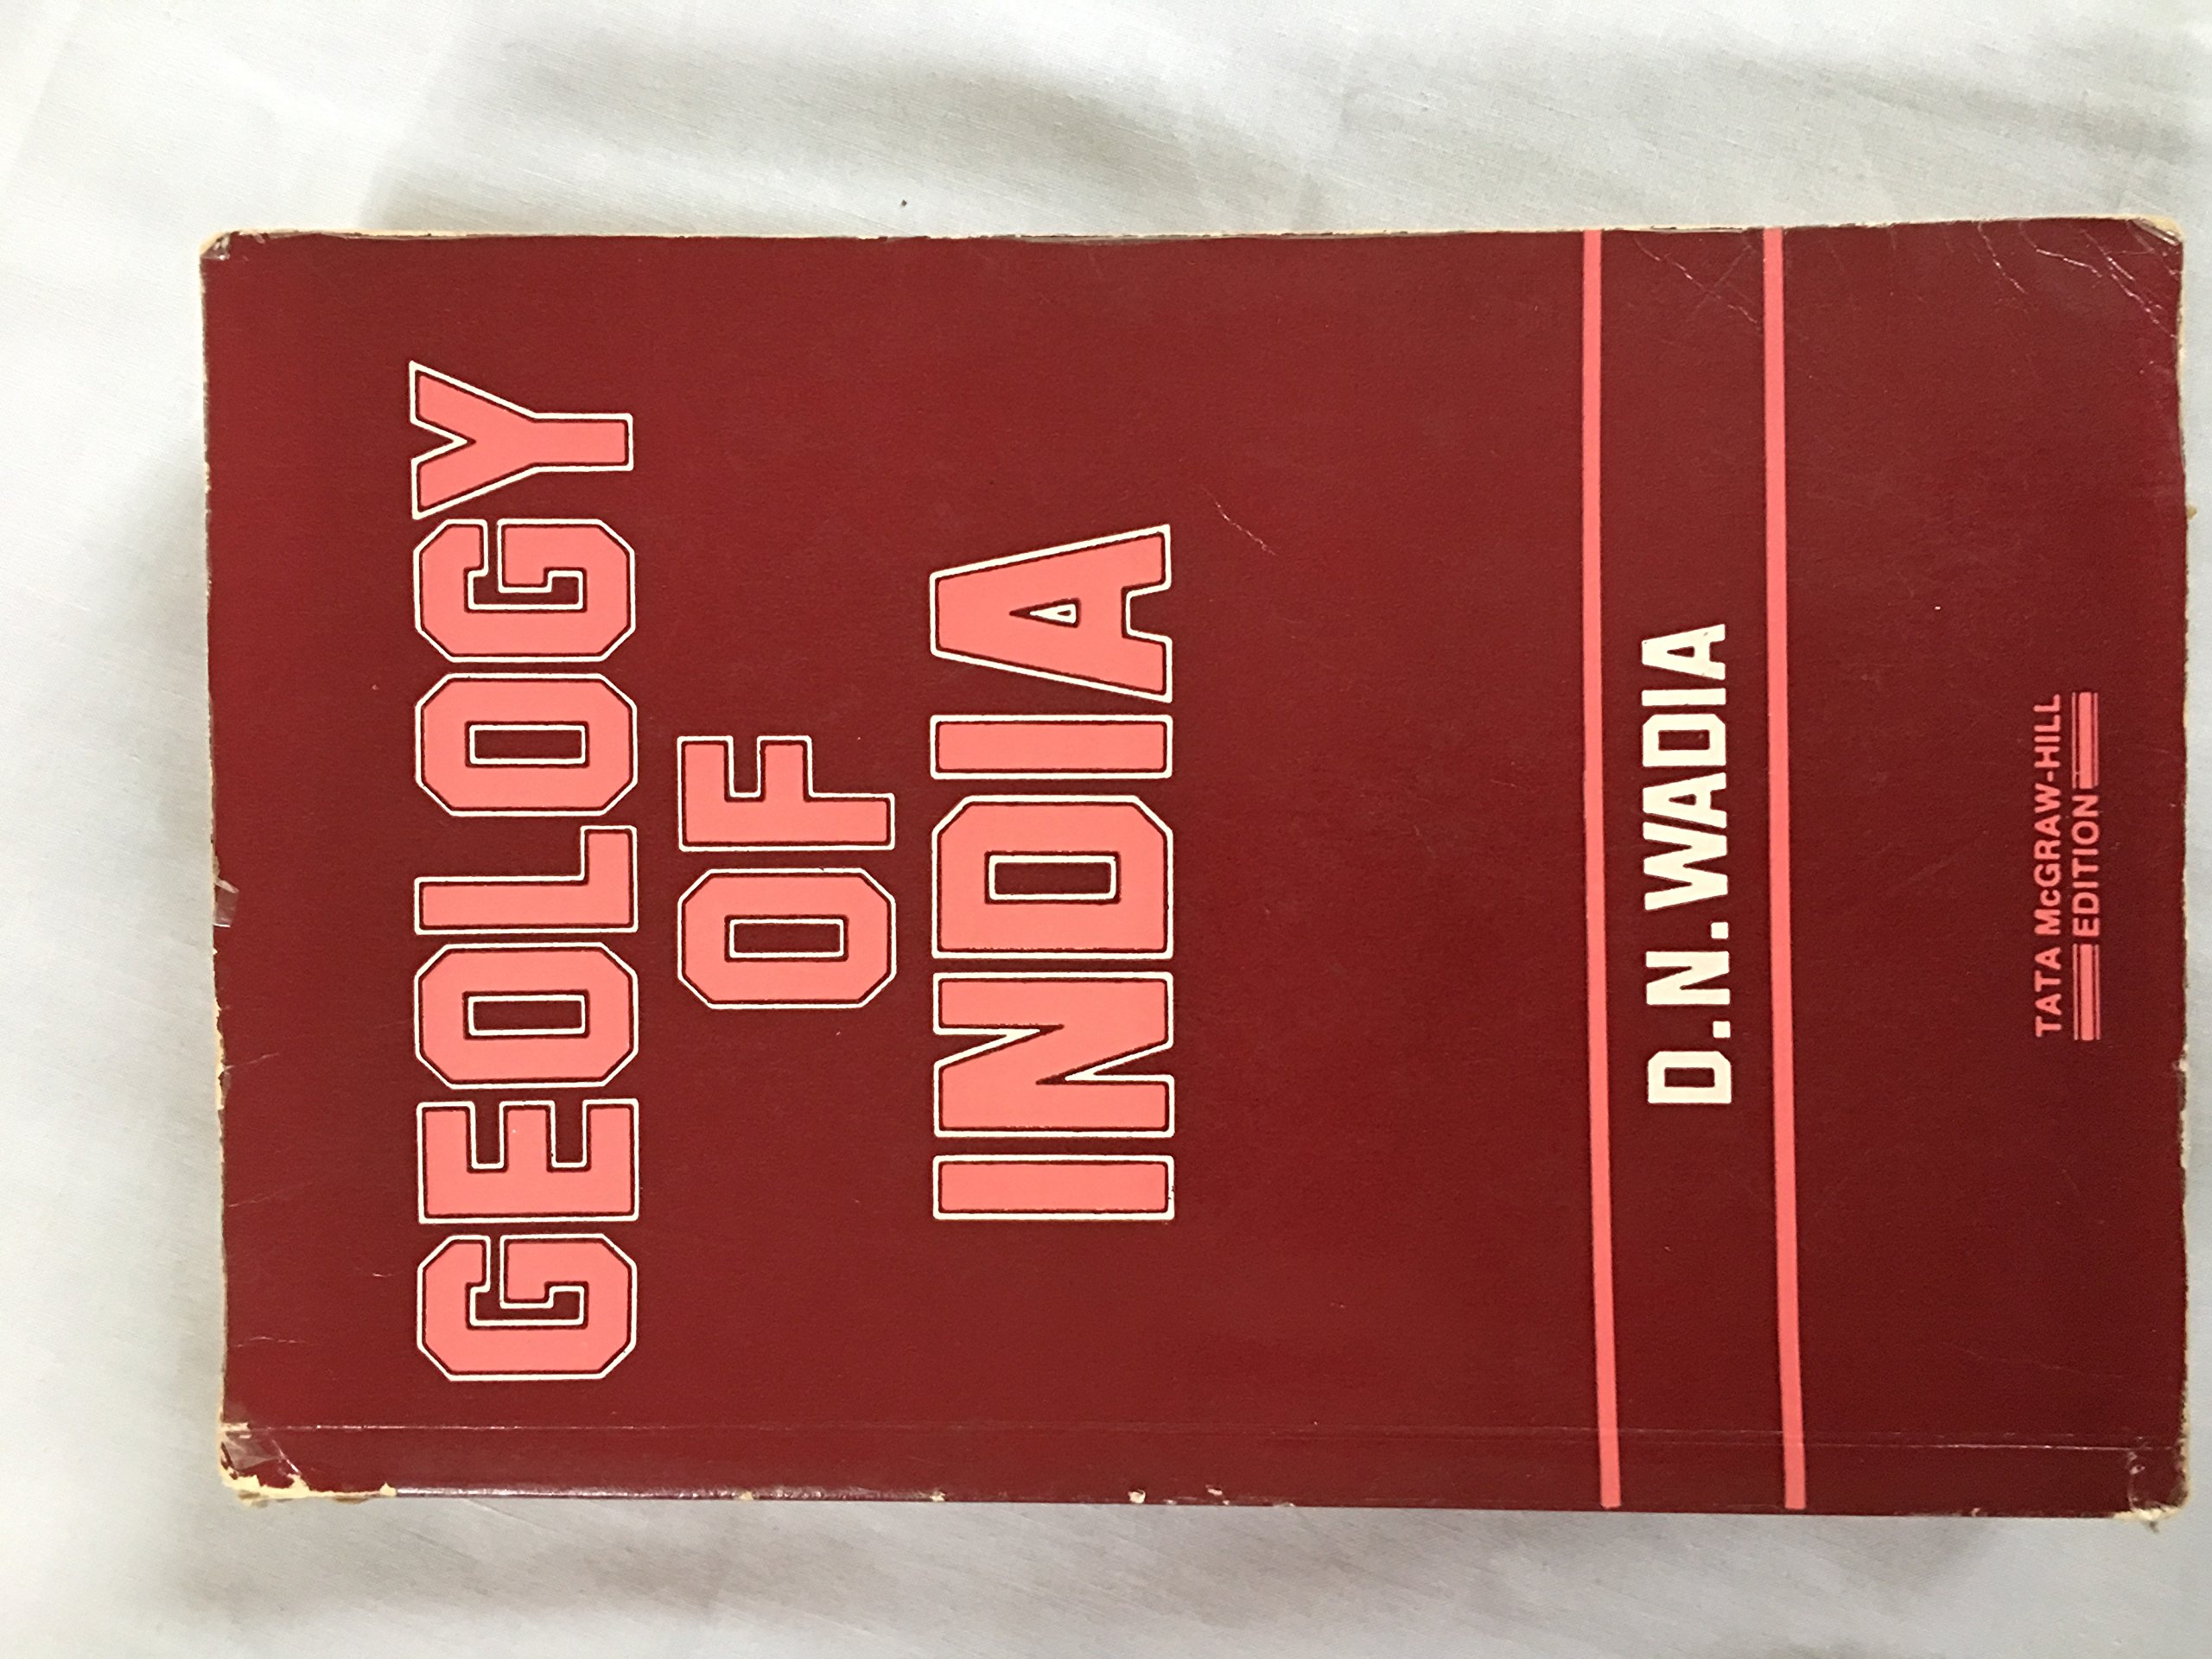 GEOLOGY
OF
INDIA
D.N. WADIA
TATA McGRAW-HILL
EDITION